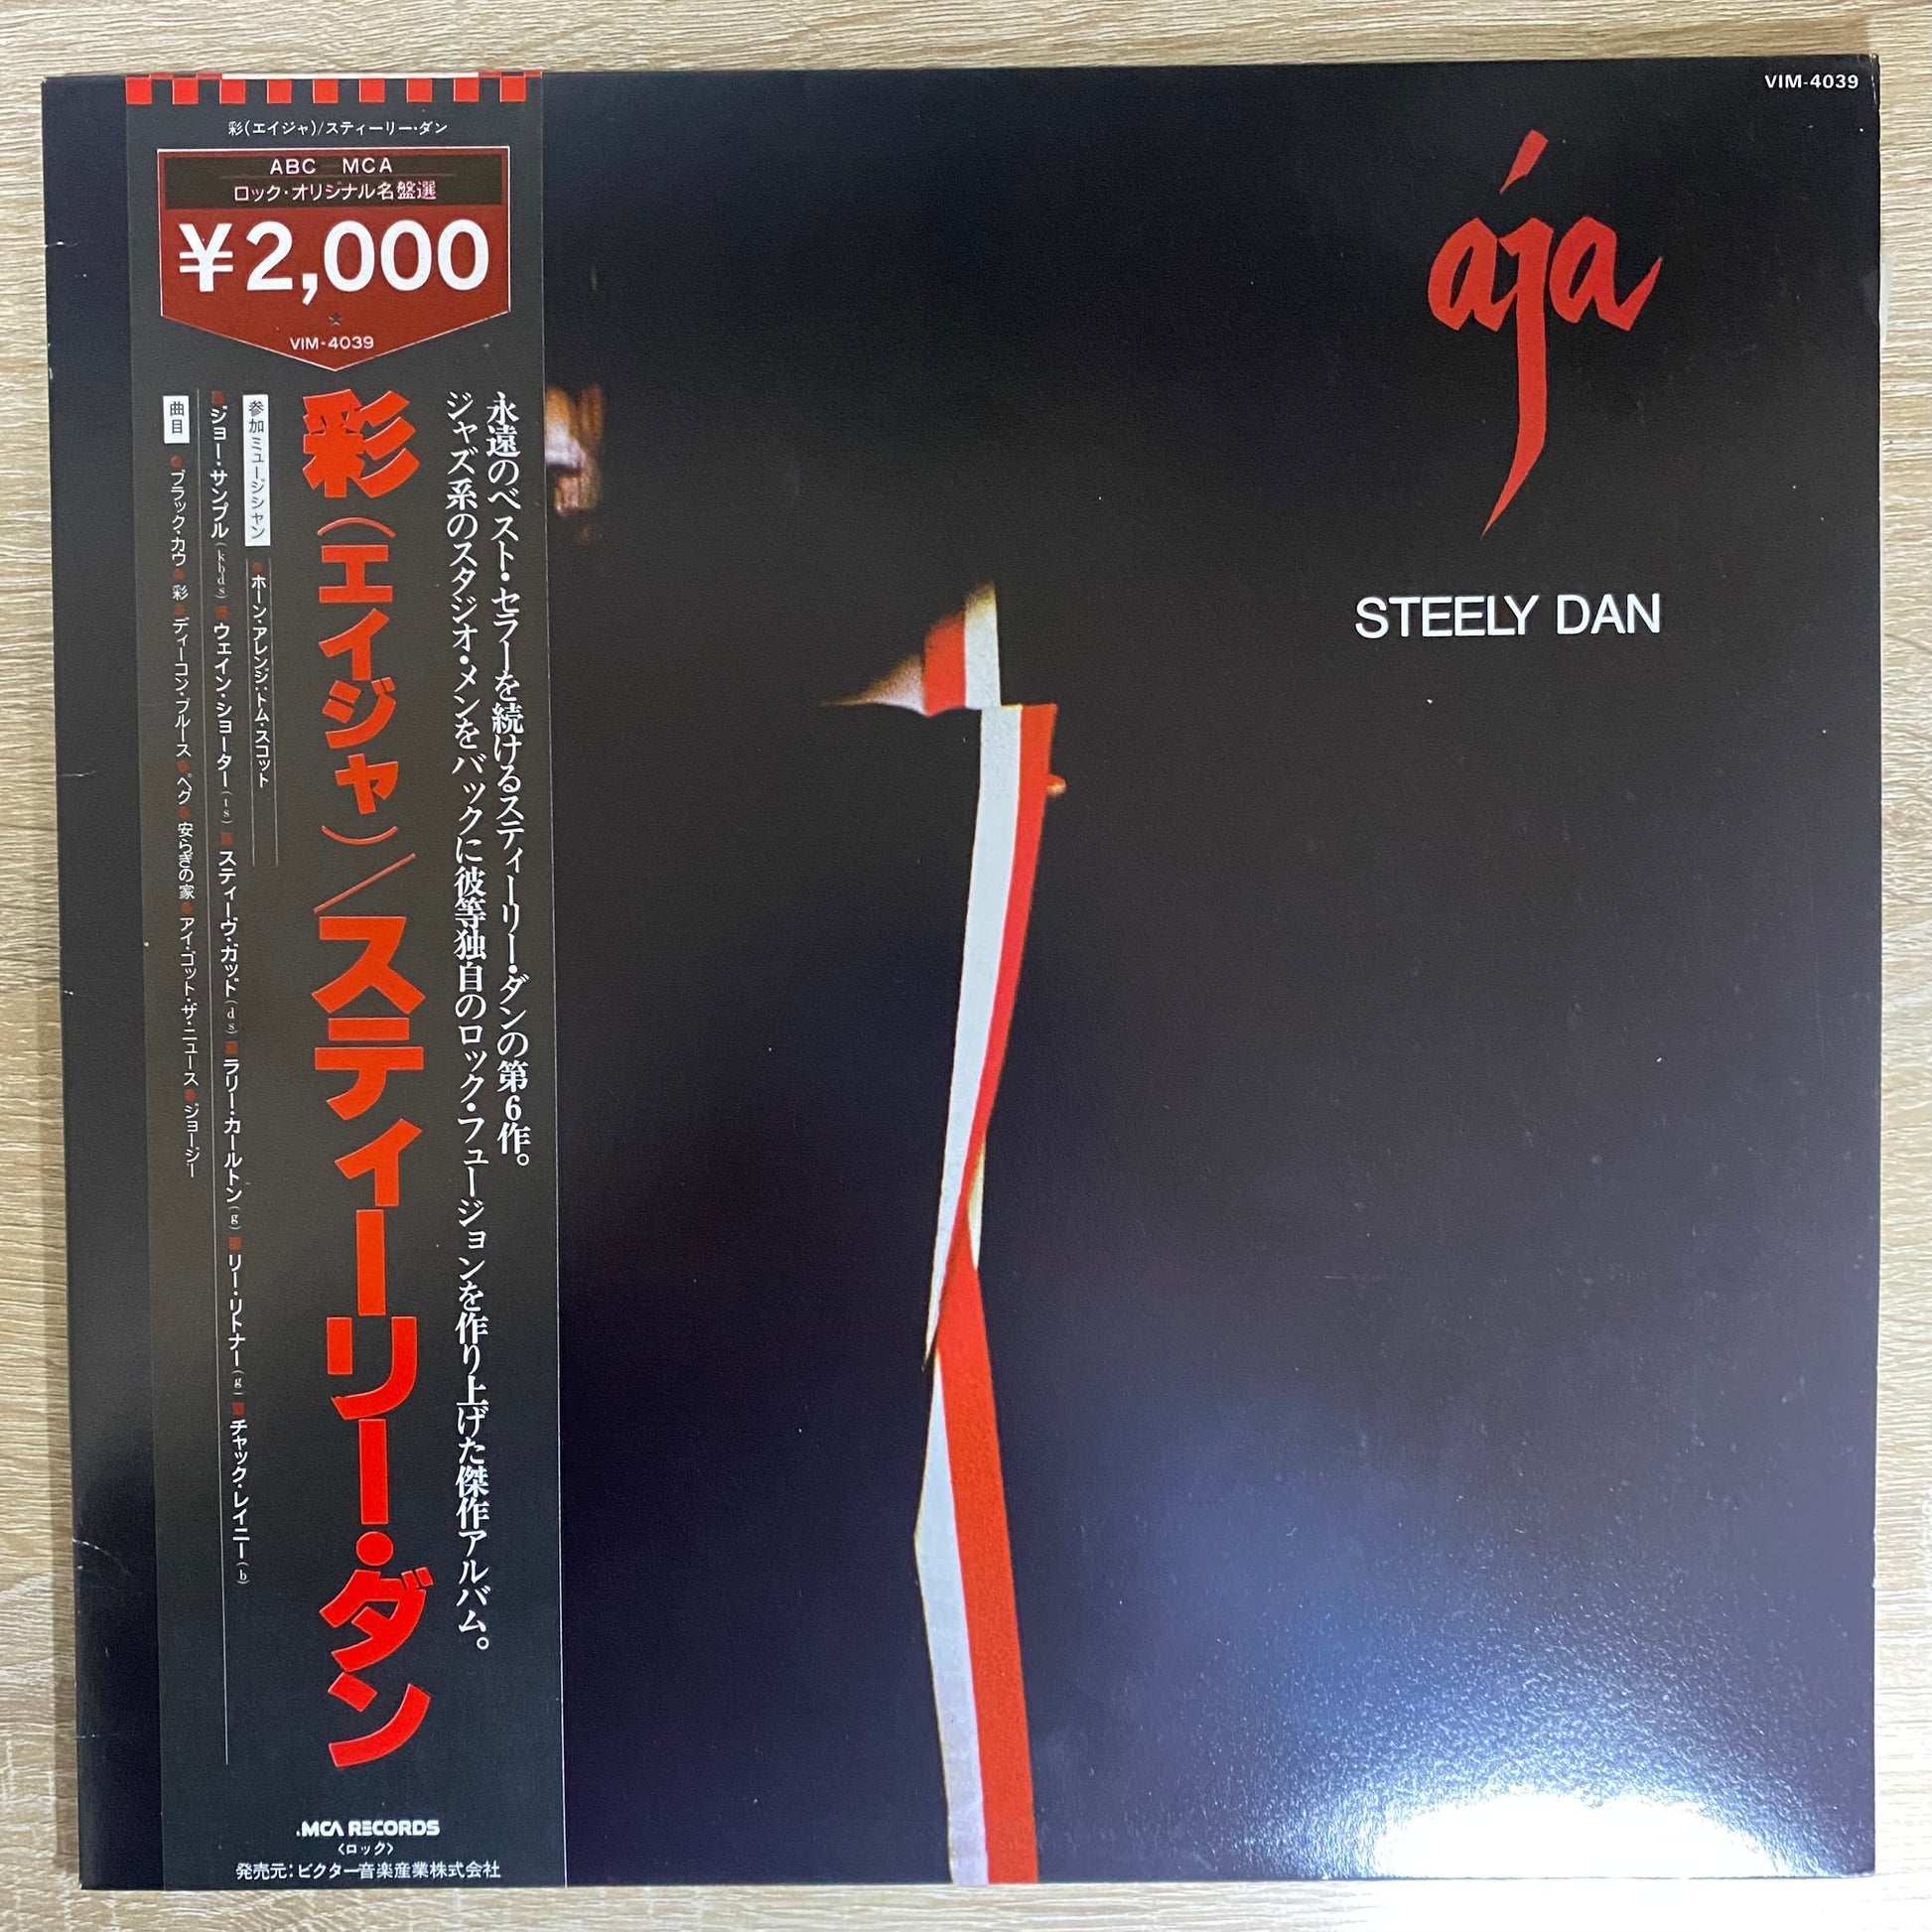 VIM-4039
aja
STEELY DAN
彩(エイジャ)/スティーリー・ダン
ABC MCA
ロック・オリジナル名盤選
¥2,000
VIM-4039
永遠のベスト・セラーを続けるスティーリー・ダンの第6作。
ジャズ系のスタジオ・メンをバックに彼等独自のロック・フュージョンを作り上げた傑作アルバム。
彩(エイジャ)/スティーリー・ダン
参加ミュージシャン ●ホーン・アレンジ:トム・スコット
■ジョー・サンプル(kbds)■ウェイン・ショーター(ts)■スティーヴ・ガッド(ds)■ラリー・カールトン(g)■リー・リトナー(g)■チャック・レイニー(b)
曲目 ●ブラック・カウ●彩●ディーコン・ブルース●ペグ●安らぎの家●アイ・ゴット・ザ・ニュース●ジョージー
MCA RECORDS
〈ロック〉
発売元:ビクター音楽産業株式会社